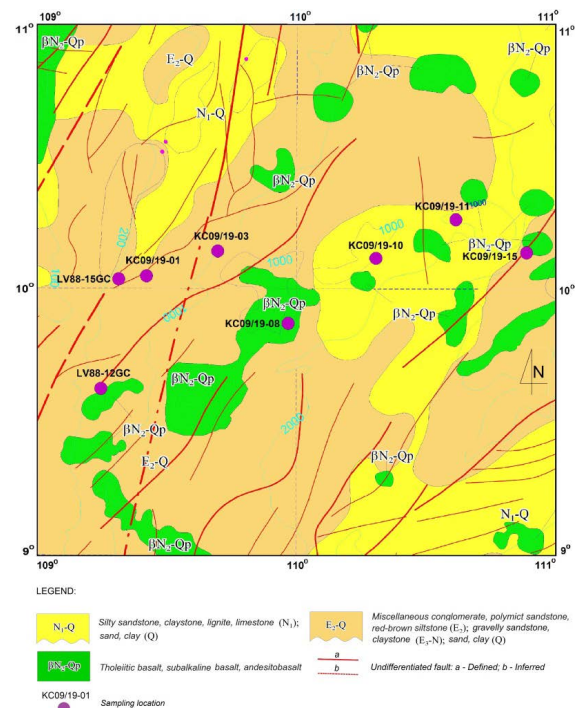 109° 110° 111°
11° 11°
βN₂-Qp
E₂-Q
βN₂-Qp
βN₂-Qp
N₁-Q
βN₂-Qp
200
KC09/19-03
1000
KC09/19-11
1000
βN₂-Qp
KC09/19-10
KC09/19-15
KC09/19-01
1000
LV88-15GC
10° 10°
βN₂-Qp
βN₂-Qp
KC09/19-08
LV88-12GC
βN₂-Qp
N
2000
βN₂-Qp
E₂-Q
βN₂-Qp
N₁-Q
βN₂-Qp
9° 9°
109° 110° 111°
LEGEND:
N₁-Q
Silty sandstone, claystone, lignite, limestone (N₁);
sand, clay (Q)
E₂-Q
Miscellaneous conglomerate, polymict sandstone,
red-brown siltstone (E₂); gravelly sandstone,
claystone (E₃-N); sand, clay (Q)
βN₂-Qp
Tholeiitic basalt, subalkaline basalt, andesitobasalt
a
b
Undifferentiated fault: a - Defined; b - Inferred
KC09/19-01
Sampling location